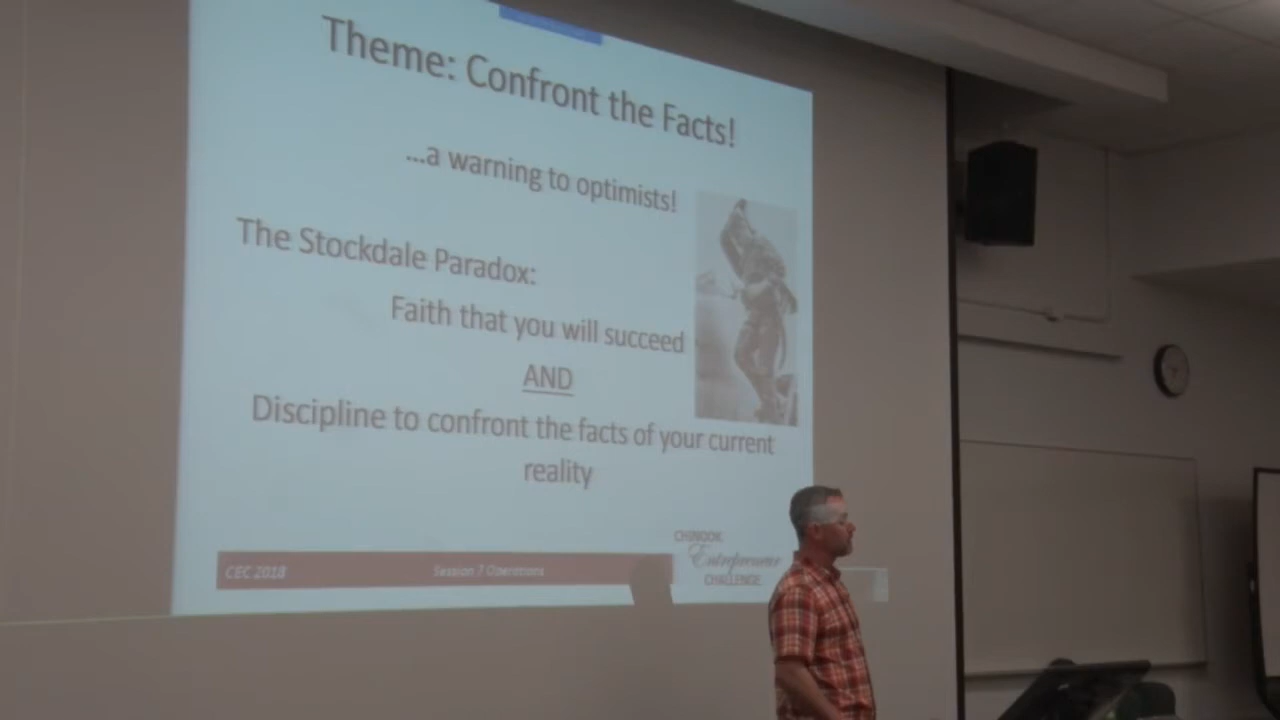 Theme: Confront the Facts!
...a warning to optimists!
The Stockdale Paradox:
Faith that you will succeed
AND
Discipline to confront the facts of your current
reality
CEC 2018
Session 7 Operations
CHINOOK
Entrepreneur
CHALLENGE